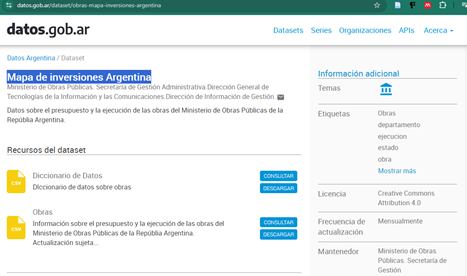 datos.gob.ar/dataset/obras-mapa-inversiones-argentina
datos.gob.ar
Datasets Series Organizaciones APIs Acerca
Datos Argentina / Dataset
Mapa de inversiones Argentina
Ministerio de Obras Públicas. Secretaría de Gestión Administrativa.Dirección General de
Tecnologías de la Información y las Comunicaciones.Dirección de Información de Gestión.
Datos sobre el presupuesto y la ejecución de las obras del Ministerio de Obras Públicas de la
República Argentina.
Recursos del dataset
CSV
Diccionario de Datos
Diccionario de datos sobre obras
CONSULTAR
DESCARGAR
CSV
Obras
Información sobre el presupuesto y la ejecución de las obras del
Ministerio de Obras Públicas de la República Argentina.
Actualización sujeta...
CONSULTAR
DESCARGAR
Información adicional
Temas
Etiquetas
Obras
departamento
ejecucion
estado
obra
Mostrar más
Licencia
Creative Commons
Attribution 4.0
Frecuencia de
actualización
Mensualmente
Mantenedor
Ministerio de Obras
Públicas. Secretaría de
Gestión